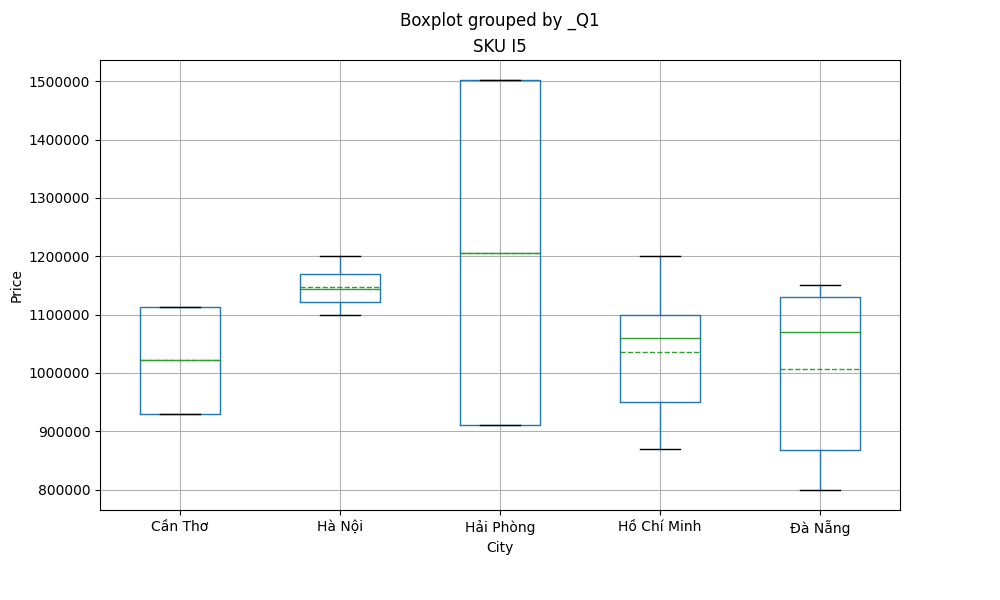 Boxplot grouped by _Q1
SKU I5
1500000
1400000
1300000
1200000
1100000
1000000
900000
800000
Price
Cần Thơ
Hà Nội
Hải Phòng
Hồ Chí Minh
Đà Nẵng
City